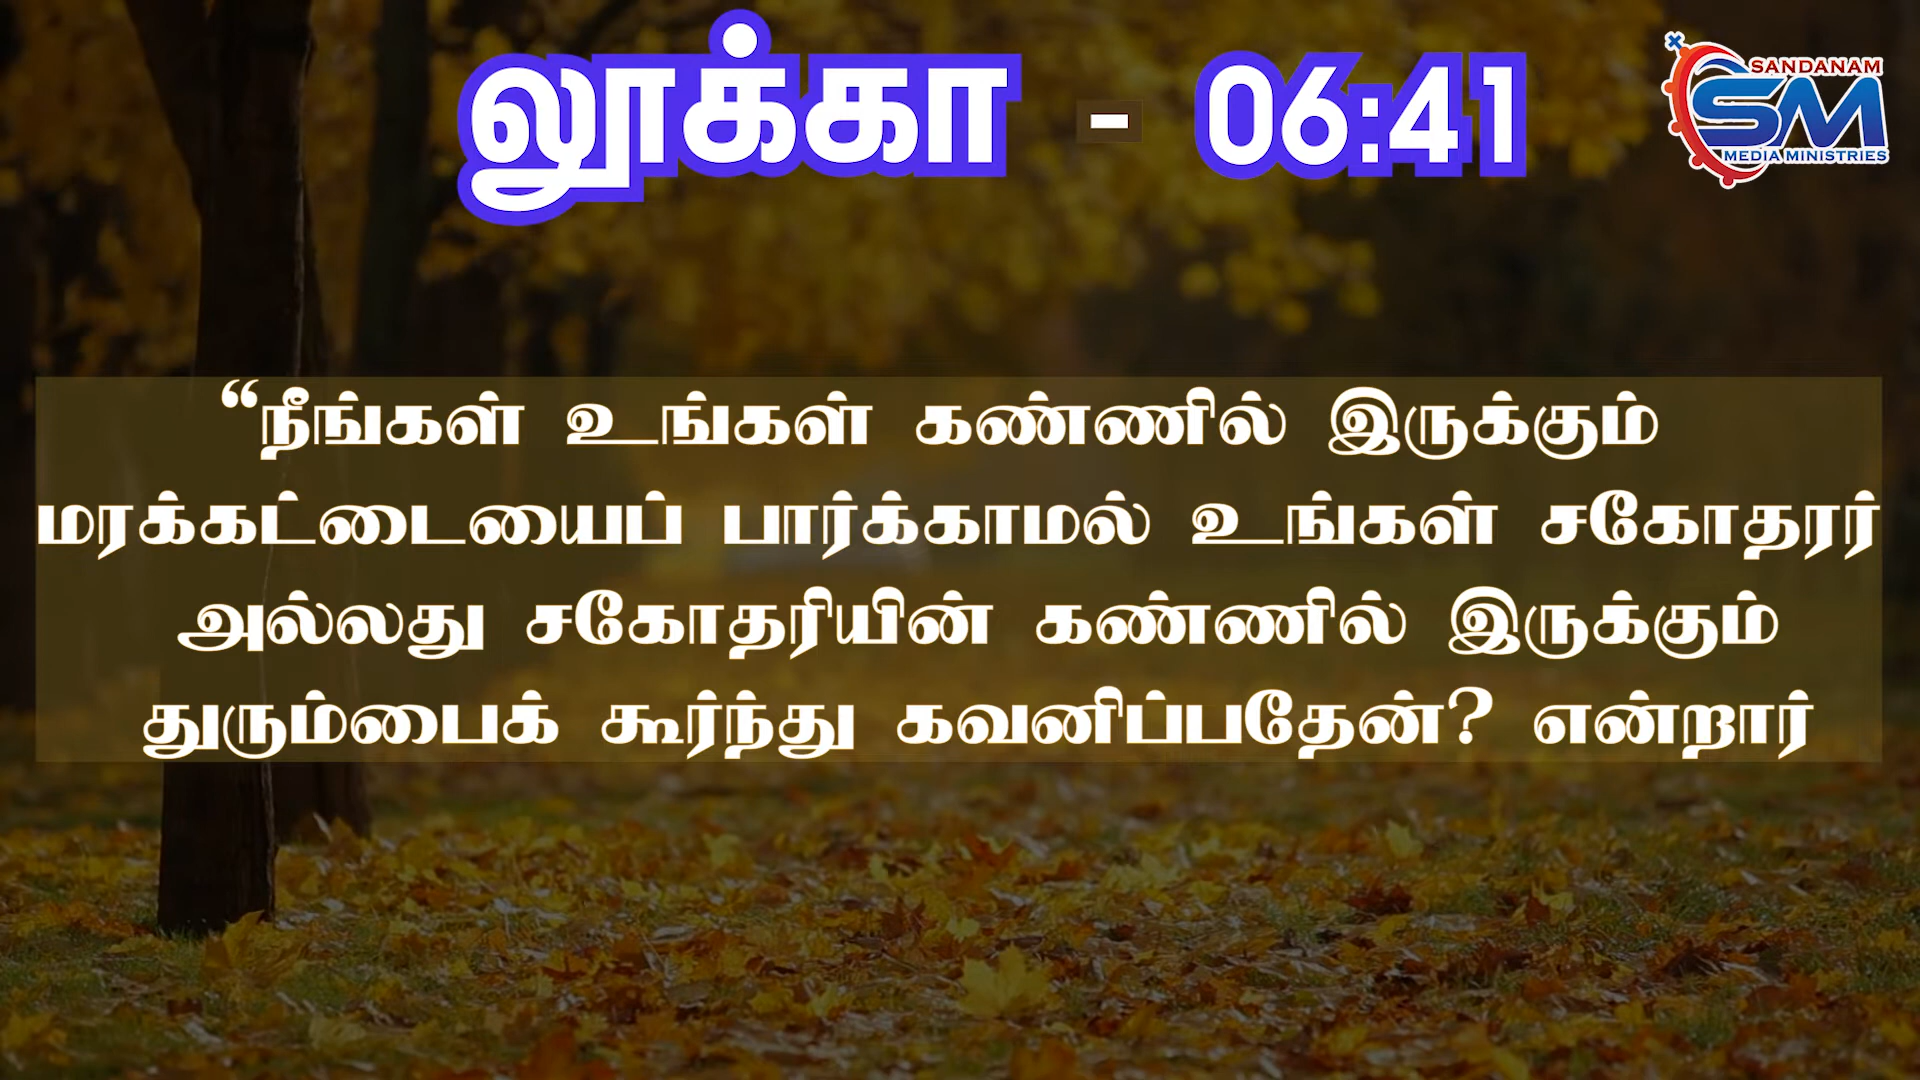 லூக்கா - 06:41
SANDANAM
SM
MEDIA MINISTRIES
“நீங்கள் உங்கள் கண்ணில் இருக்கும்
மரக்கட்டையைப் பார்க்காமல் உங்கள் சகோதரர்
அல்லது சகோதரியின் கண்ணில் இருக்கும்
துரும்பைக் கூர்ந்து கவனிப்பதேன்? என்றார்